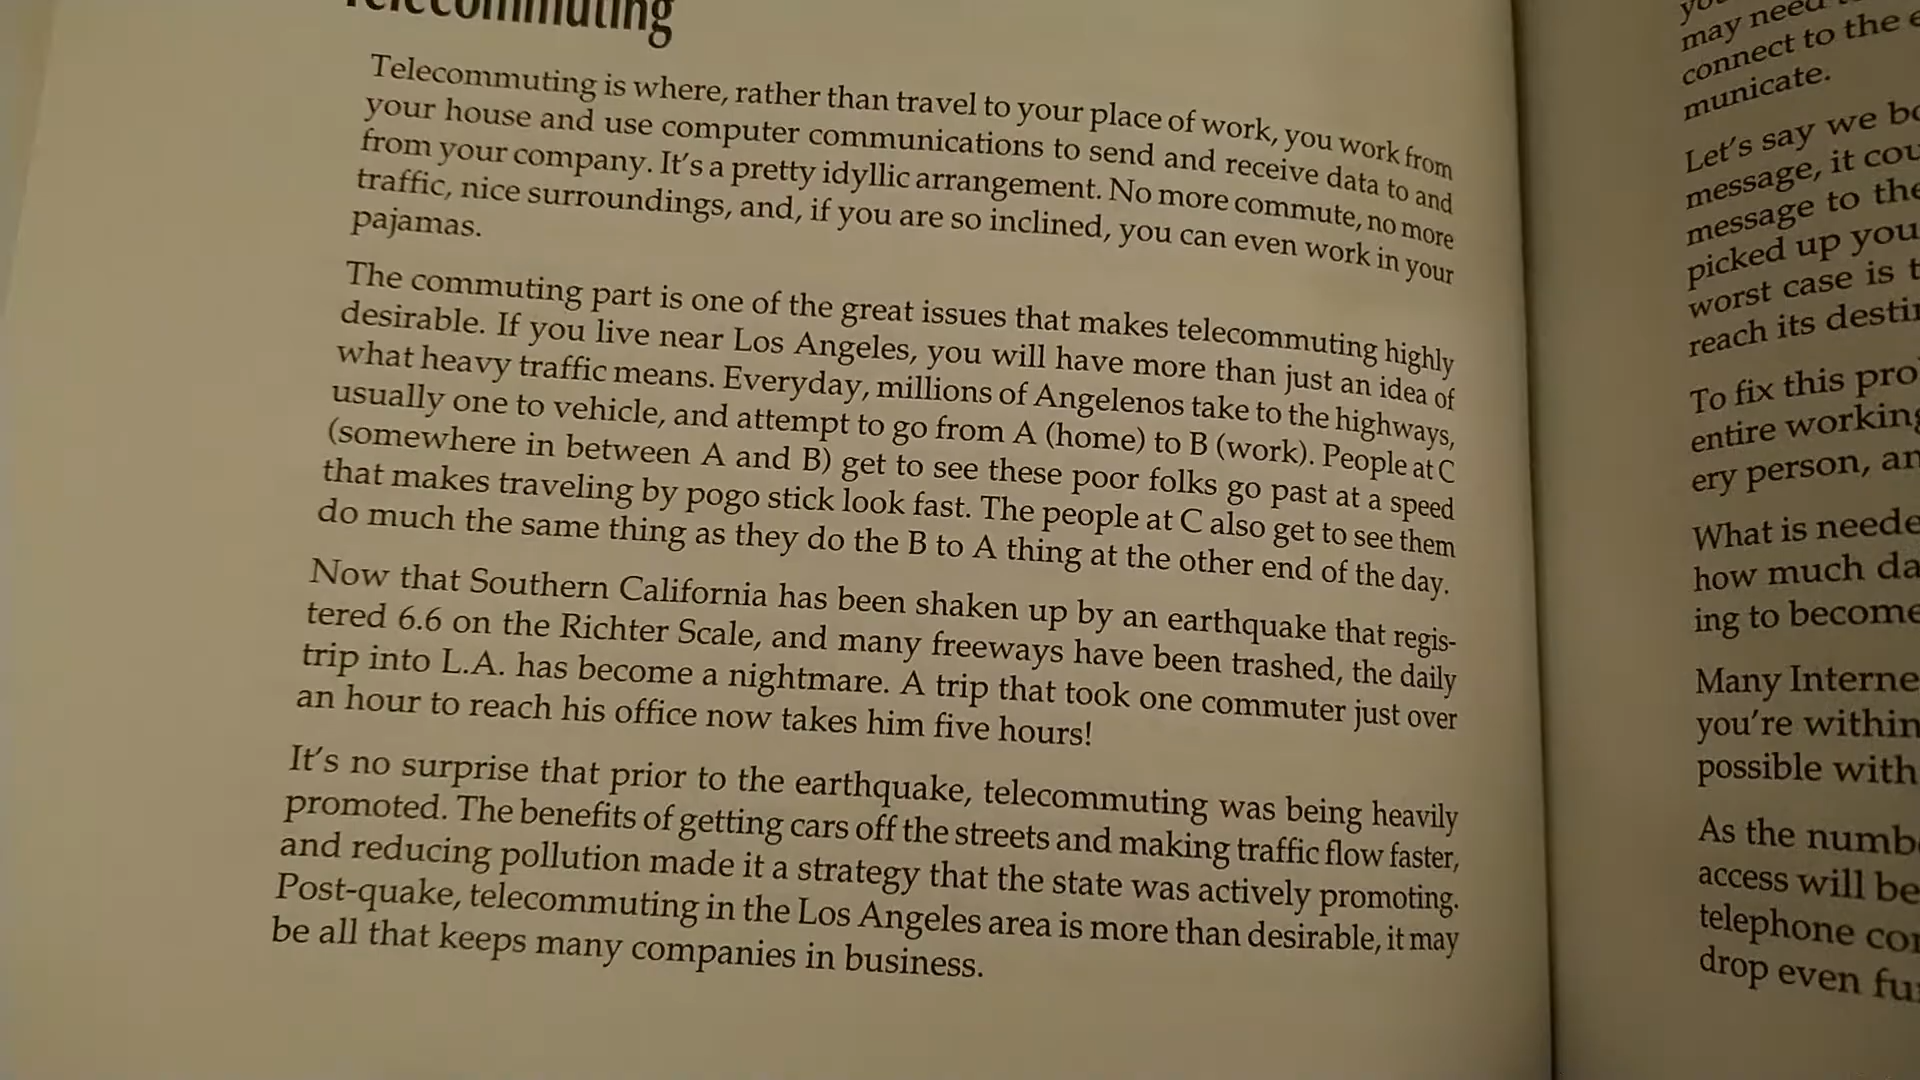 Telecommuting
Telecommuting is where, rather than travel to your place of work, you work from
your house and use computer communications to send and receive data to and
from your company. It's a pretty idyllic arrangement. No more commute, no more
traffic, nice surroundings, and, if you are so inclined, you can even work in your
pajamas.
The commuting part is one of the great issues that makes telecommuting highly
desirable. If you live near Los Angeles, you will have more than just an idea of
what heavy traffic means. Everyday, millions of Angelenos take to the highways,
usually one to vehicle, and attempt to go from A (home) to B (work). People at C
(somewhere in between A and B) get to see these poor folks go past at a speed
that makes traveling by pogo stick look fast. The people at C also get to see them
do much the same thing as they do the B to A thing at the other end of the day.
Now that Southern California has been shaken up by an earthquake that regis-
tered 6.6 on the Richter Scale, and many freeways have been trashed, the daily
trip into L.A. has become a nightmare. A trip that took one commuter just over
an hour to reach his office now takes him five hours!
It's no surprise that prior to the earthquake, telecommuting was being heavily
promoted. The benefits of getting cars off the streets and making traffic flow faster,
and reducing pollution made it a strategy that the state was actively promoting.
Post-quake, telecommuting in the Los Angeles area is more than desirable, it may
be all that keeps many companies in business.
may need
connect to the
municate.
Let's say we
message, it
message to
picked up
worst case is
reach its
To fix this
entire
ery person,
What is
how much
ing to become
Many
you're within
possible with
As the
access will be
telephone
drop even